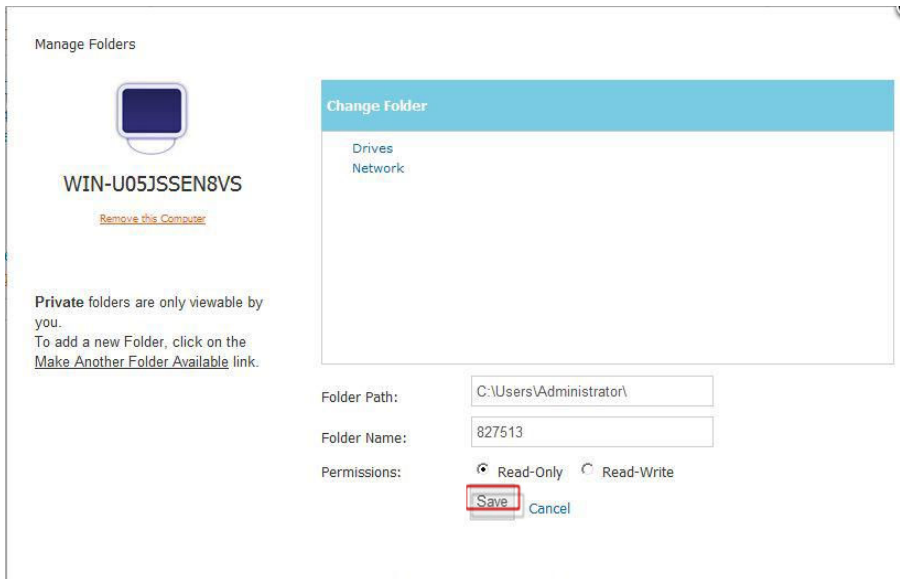 Manage Folders
WIN-U05JSSEN8VS
Remove this Computer
Private folders are only viewable by
you.
To add a new Folder, click on the
Make Another Folder Available link.
Change Folder
Drives
Network
Folder Path: C:\Users\Administrator\
Folder Name: 827513
Permissions: Read-Only Read-Write
Save Cancel